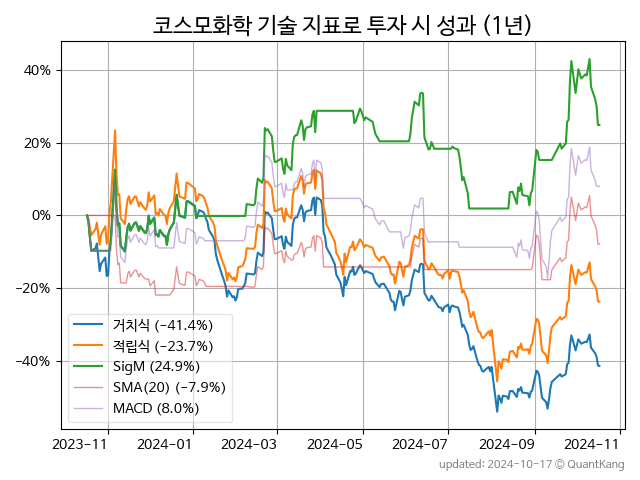 코스모화학 기술 지표로 투자 시 성과 (1년)
40%
20%
0%
−20%
−40%
거치식 (−41.4%)
적립식 (−23.7%)
SigM (24.9%)
SMA(20) (−7.9%)
MACD (8.0%)
2023-11 2024-01 2024-03 2024-05 2024-07 2024-09 2024-11
updated: 2024-10-17 © QuantKang